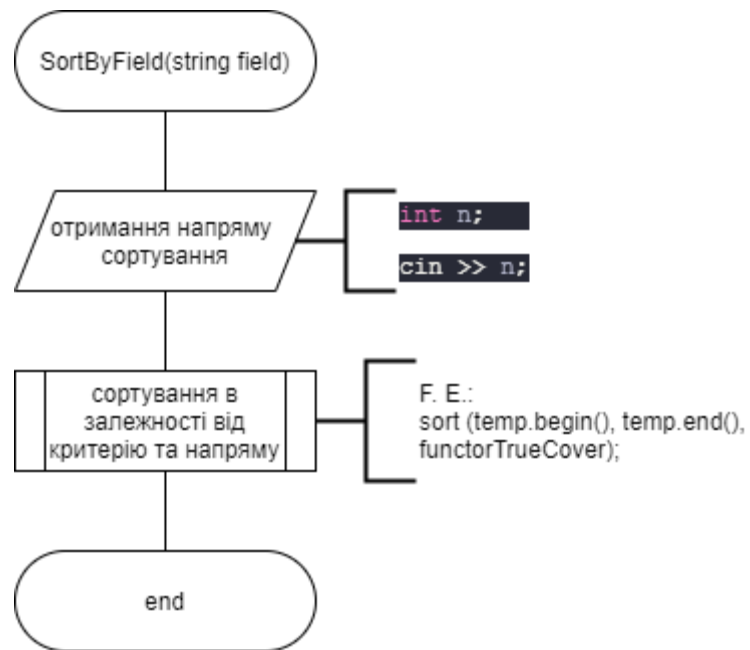 SortByField(string field)
отримання напряму
сортування
int n;
cin >> n;
сортування в
залежності від
критерію та напряму
F. E.:
sort (temp.begin(), temp.end(),
functorTrueCover);
end